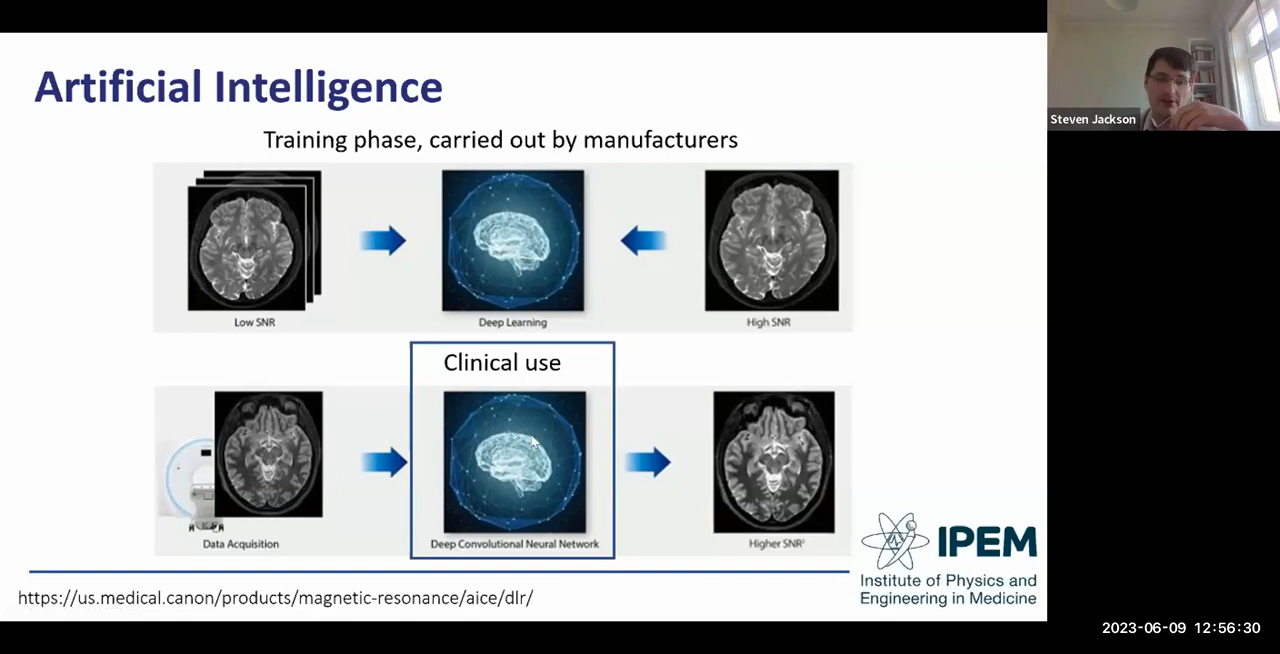 Artificial Intelligence
Training phase, carried out by manufacturers
Low SNR
Deep Learning
High SNR
Clinical use
Data Acquisition
Deep Convolutional Neural Network
Higher SNR²
IPEM
Institute of Physics and
Engineering in Medicine
https://us.medical.canon/products/magnetic-resonance/aice/dlr/
Steven Jackson
2023-06-09 12:56:30